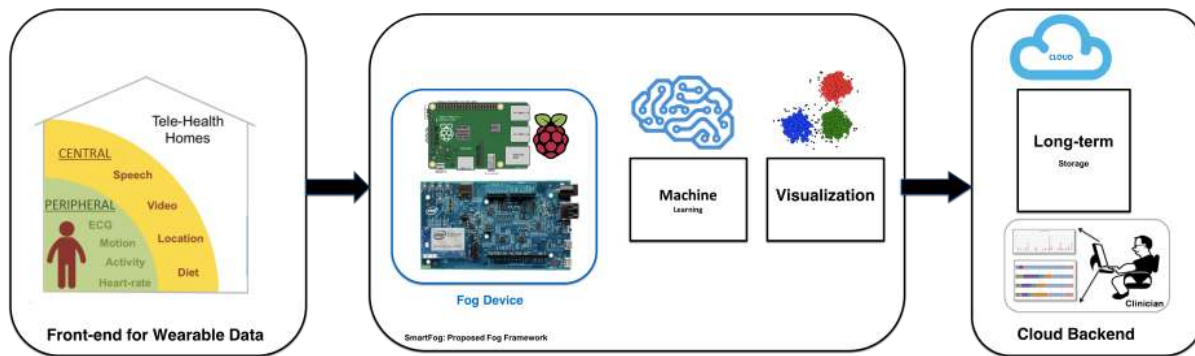 Tele-Health
Homes
CENTRAL
Speech
Video
Location
Diet
PERIPHERAL
ECG
Motion
Activity
Heart-rate
Front-end for Wearable Data
Fog Device
SmartFog: Proposed Fog Framework
Machine
Learning
Visualization
CLOUD
Long-term
Storage
Clinician
Cloud Backend